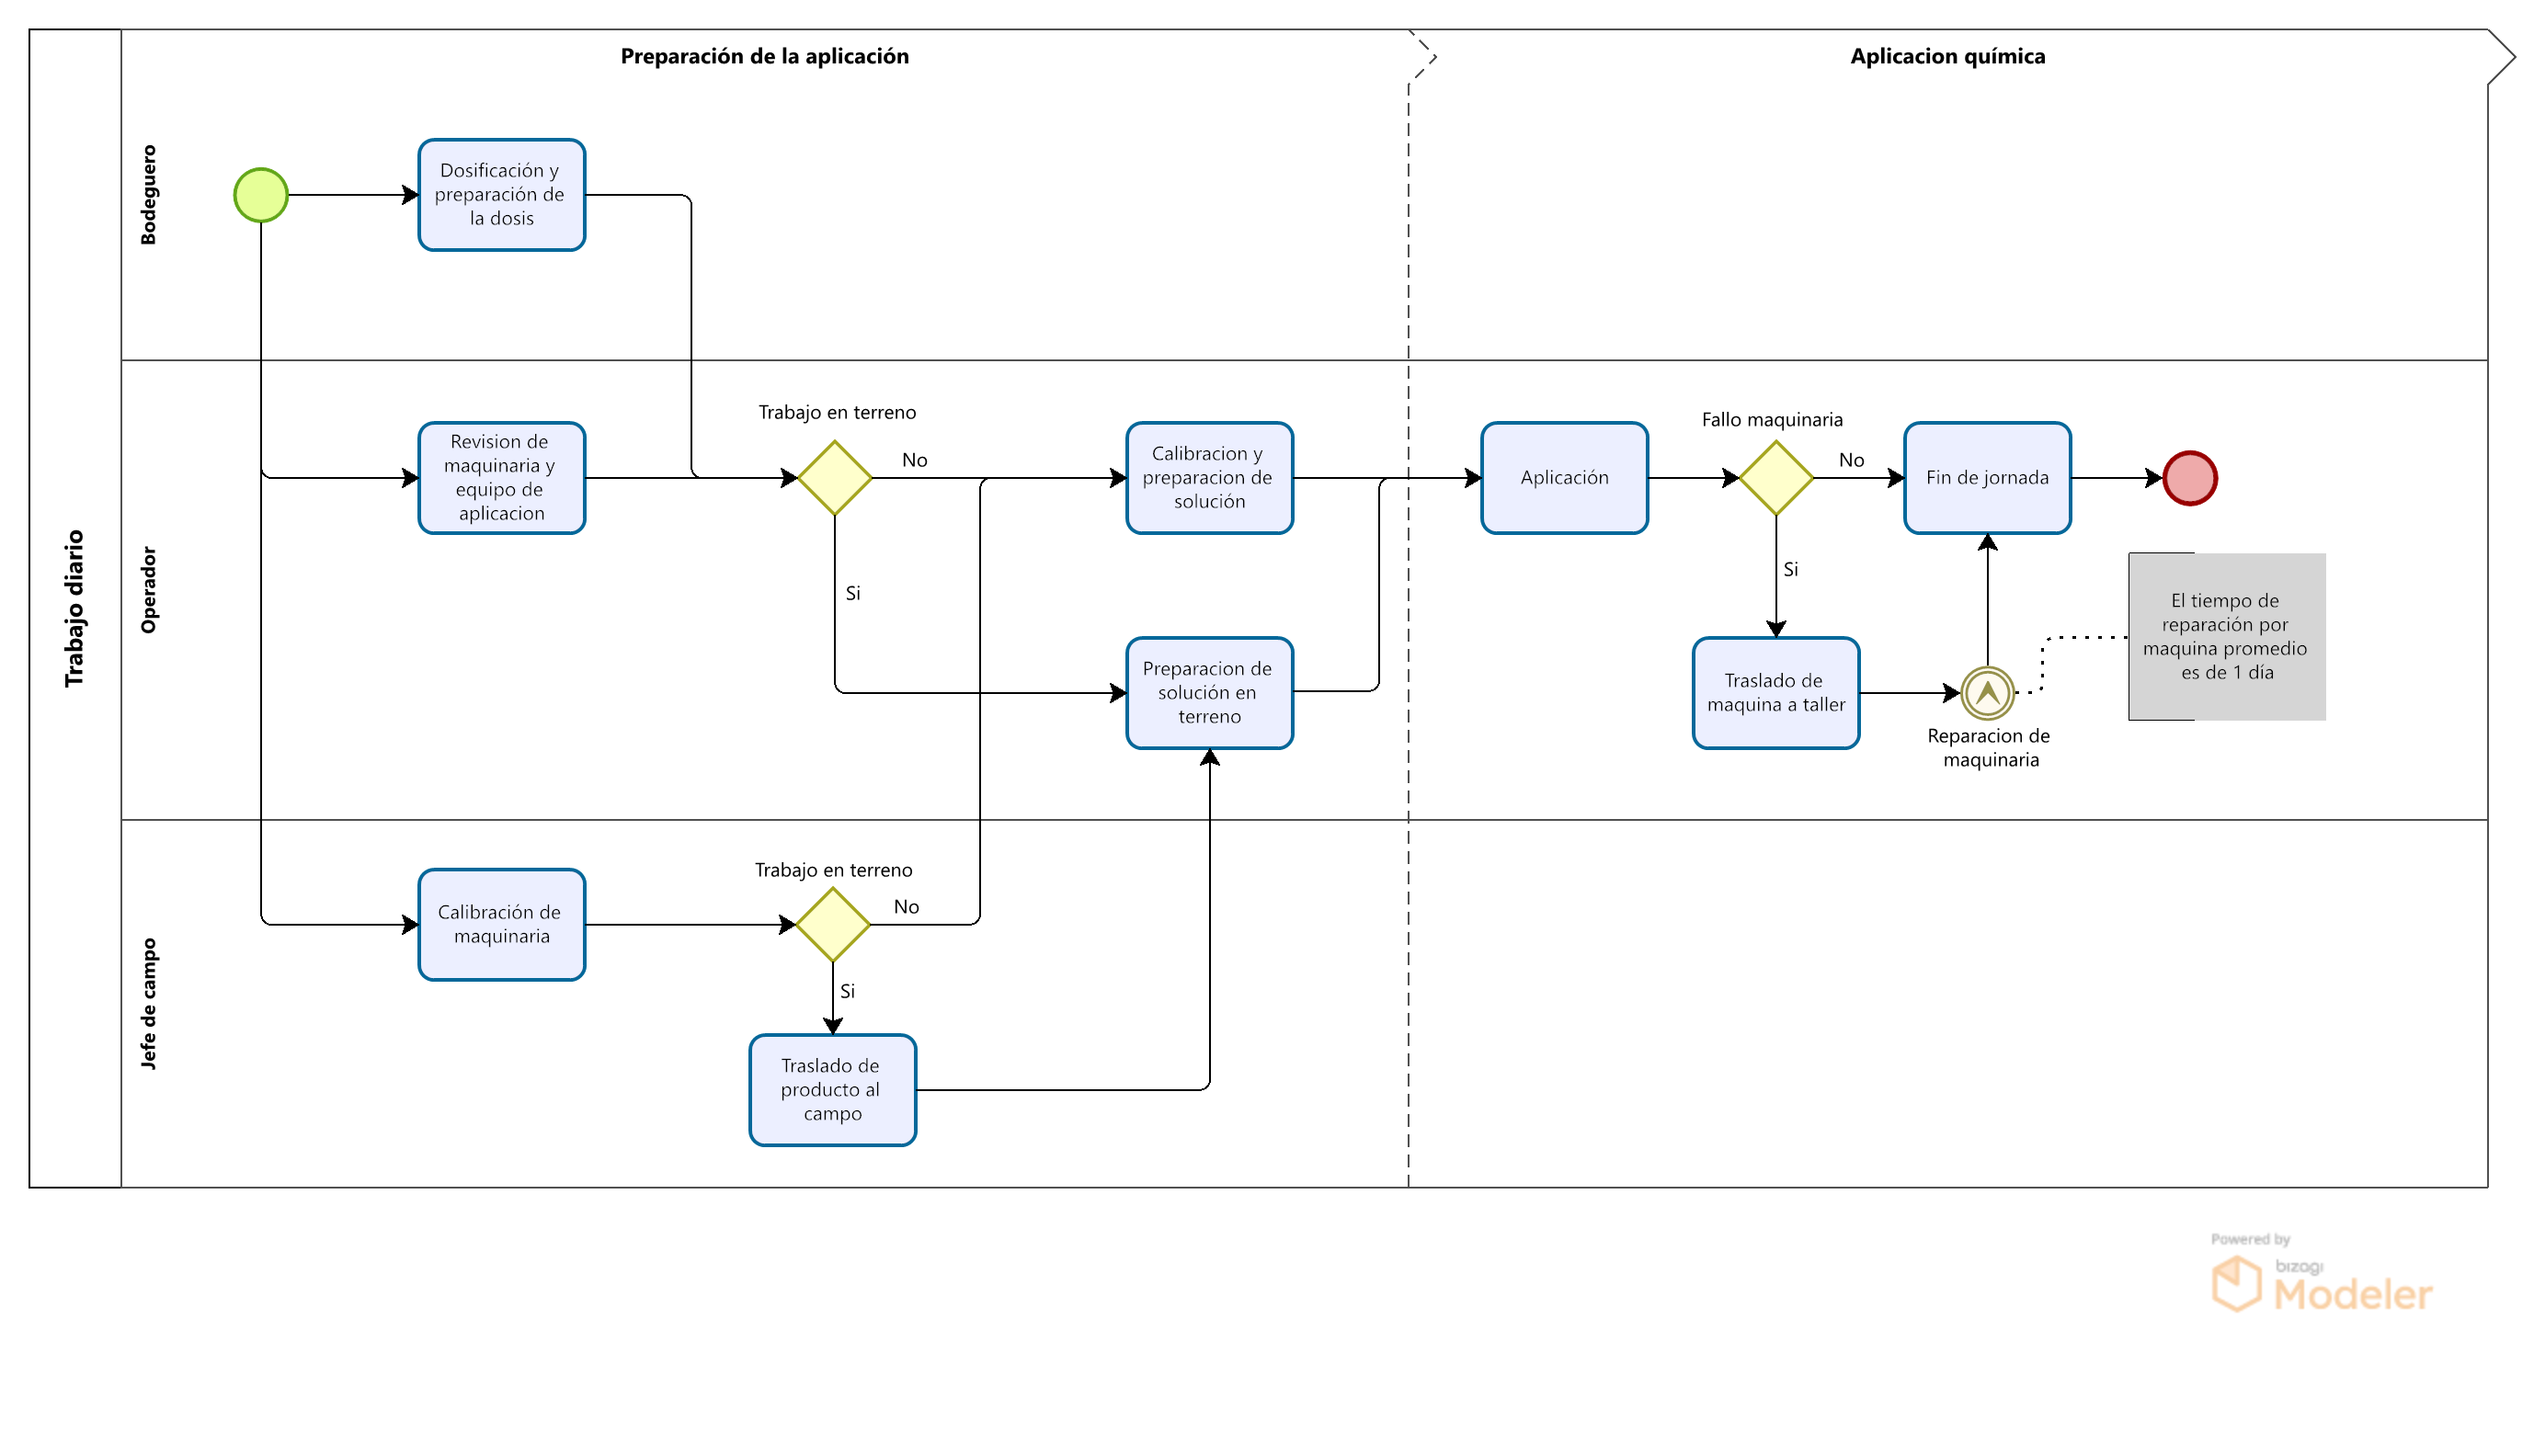 Preparación de la aplicación
Aplicacion química
Trabajo diario
Bodeguero
Dosificación y
preparación de
la dosis
Operador
Revision de
maquinaria y
equipo de
aplicacion
Trabajo en terreno
No
Si
Calibracion y
preparacion de
solución
Preparacion de
solución en
terreno
Aplicación
Fallo maquinaria
No
Si
Fin de jornada
Traslado de
maquina a taller
Reparacion de
maquinaria
El tiempo de
reparación por
maquina promedio
es de 1 día
Jefe de campo
Calibración de
maquinaria
Trabajo en terreno
No
Si
Traslado de
producto al
campo
Powered by
bizagi
Modeler